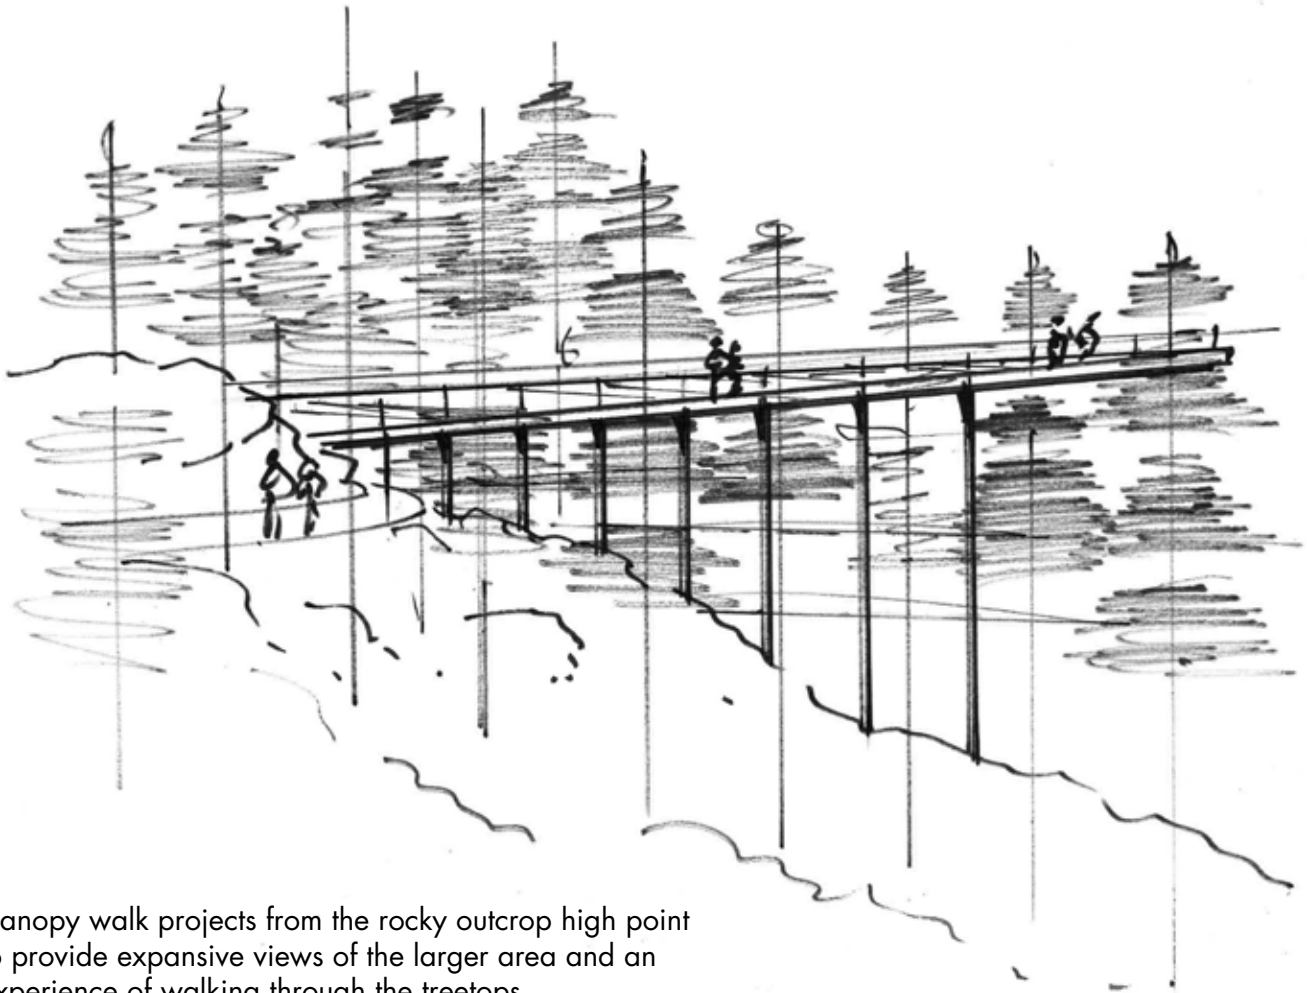 anopy walk projects from the rocky outcrop high point
provide expansive views of the larger area and an
xperience of walking through the treetops